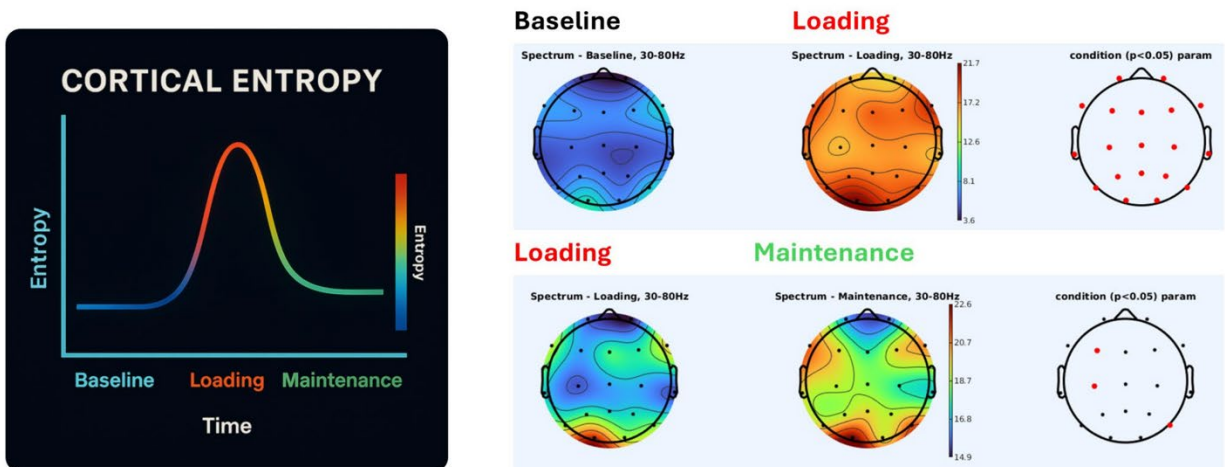 CORTICAL ENTROPY
Entropy
Entropy
Baseline Loading Maintenance
Time
Baseline Loading
Spectrum - Baseline, 30-80Hz Spectrum - Loading, 30-80Hz condition (p<0.05) param
21.7
17.2
12.6
8.1
3.6
Loading Maintenance
Spectrum - Loading, 30-80Hz Spectrum - Maintenance, 30-80Hz condition (p<0.05) param
22.6
20.7
18.7
16.8
14.9